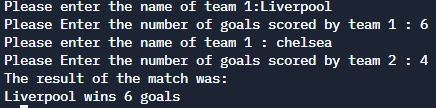 Please enter the name of team 1:Liverpool
Please enter the number of goals scored by team 1 : 6
Please enter the name of team 1 : chelsea
Please Enter the number of goals scored by team 2 : 4
The result of the match was:
Liverpool wins 6 goals